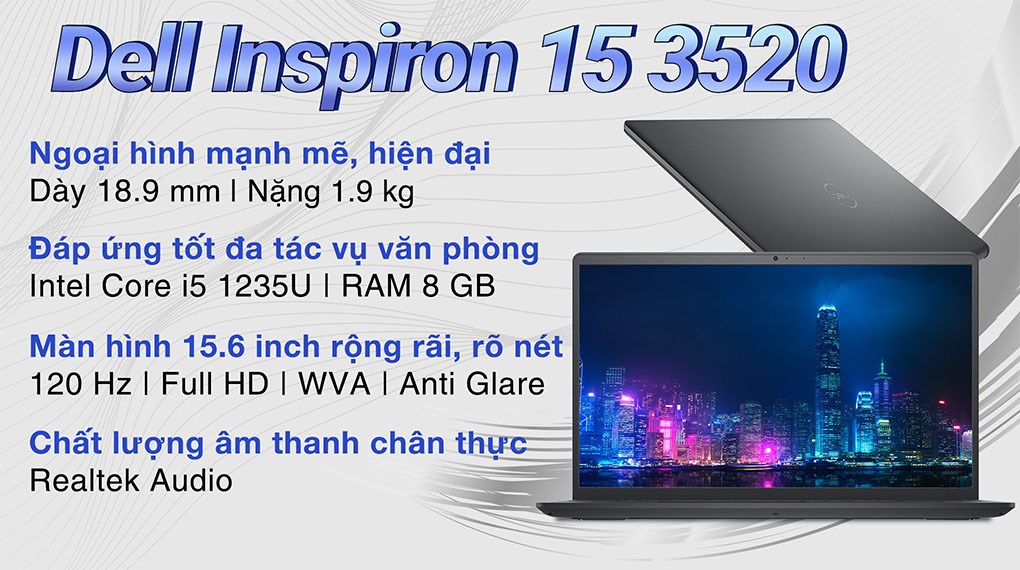 Dell Inspiron 15 3520
Ngoại hình mạnh mẽ, hiện đại
Dày 18.9 mm | Nặng 1.9 kg
Đáp ứng tốt đa tác vụ văn phòng
Intel Core i5 1235U | RAM 8 GB
Màn hình 15.6 inch rộng rãi, rõ nét
120 Hz | Full HD | WVA | Anti Glare
Chất lượng âm thanh chân thực
Realtek Audio
DELL